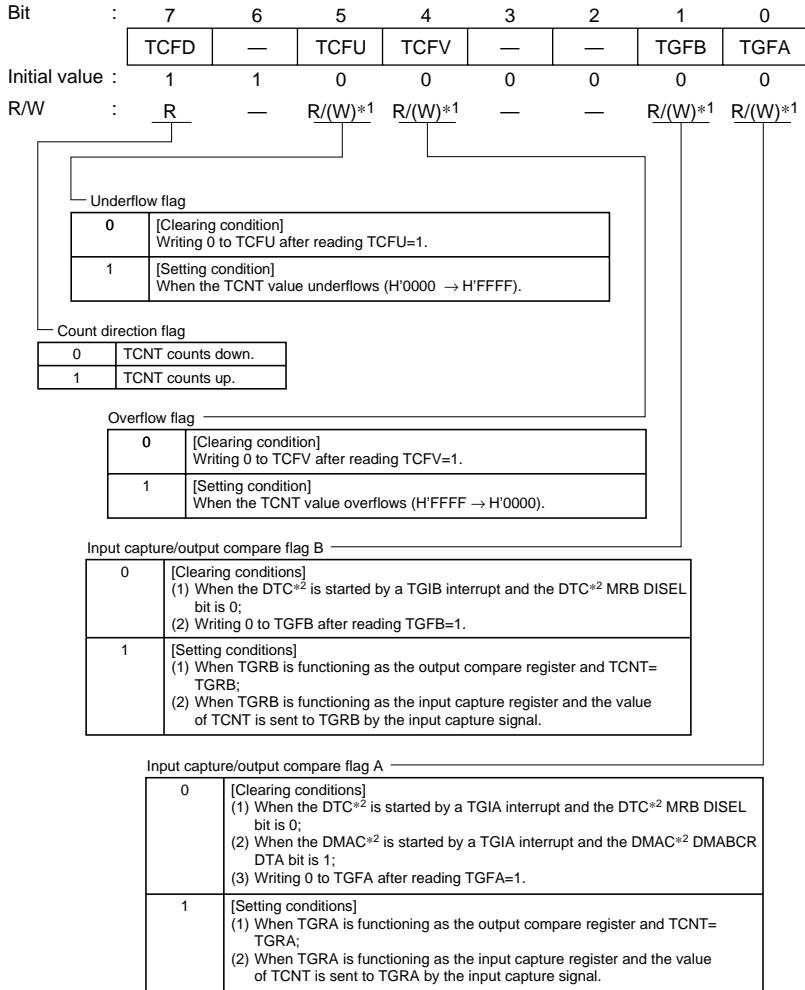 Bit : 7 6 5 4 3 2 1 0
TCFD — TCFU TCFV — — TGFB TGFA
Initial value : 1 1 0 0 0 0 0 0
R/W : R — R/(W)*1 R/(W)*1 — — R/(W)*1 R/(W)*1
Underflow flag
0 [Clearing condition]
Writing 0 to TCFU after reading TCFU=1.
1 [Setting condition]
When the TCNT value underflows (H'0000 → H'FFFF).
Count direction flag
0 TCNT counts down.
1 TCNT counts up.
Overflow flag
0 [Clearing condition]
Writing 0 to TCFV after reading TCFV=1.
1 [Setting condition]
When the TCNT value overflows (H'FFFF → H'0000).
Input capture/output compare flag B
0 [Clearing conditions]
(1) When the DTC*2 is started by a TGIB interrupt and the DTC*2 MRB DISEL
bit is 0;
(2) Writing 0 to TGFB after reading TGFB=1.
1 [Setting conditions]
(1) When TGRB is functioning as the output compare register and TCNT=
TGRB;
(2) When TGRB is functioning as the input capture register and the value
of TCNT is sent to TGRB by the input capture signal.
Input capture/output compare flag A
0 [Clearing conditions]
(1) When the DTC*2 is started by a TGIA interrupt and the DTC*2 MRB DISEL
bit is 0;
(2) When the DMAC*2 is started by a TGIA interrupt and the DMAC*2 DMABCR
DTA bit is 1;
(3) Writing 0 to TGFA after reading TGFA=1.
1 [Setting conditions]
(1) When TGRA is functioning as the output compare register and TCNT=
TGRA;
(2) When TGRA is functioning as the input capture register and the value
of TCNT is sent to TGRA by the input capture signal.